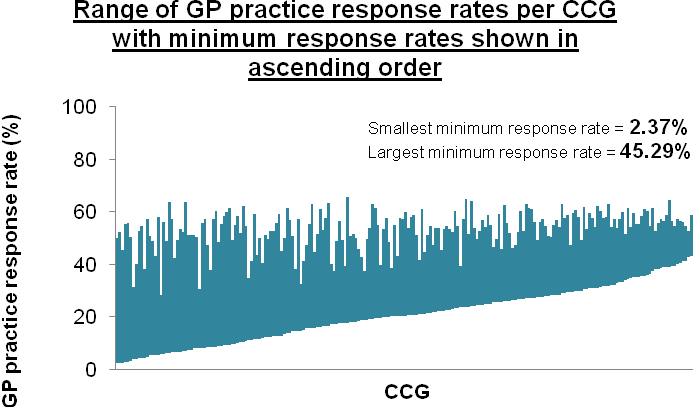 Range of GP practice response rates per CCG
with minimum response rates shown in
ascending order
GP practice response rate (%)
100
80
60
40
20
0
Smallest minimum response rate = 2.37%
Largest minimum response rate = 45.29%
CCG